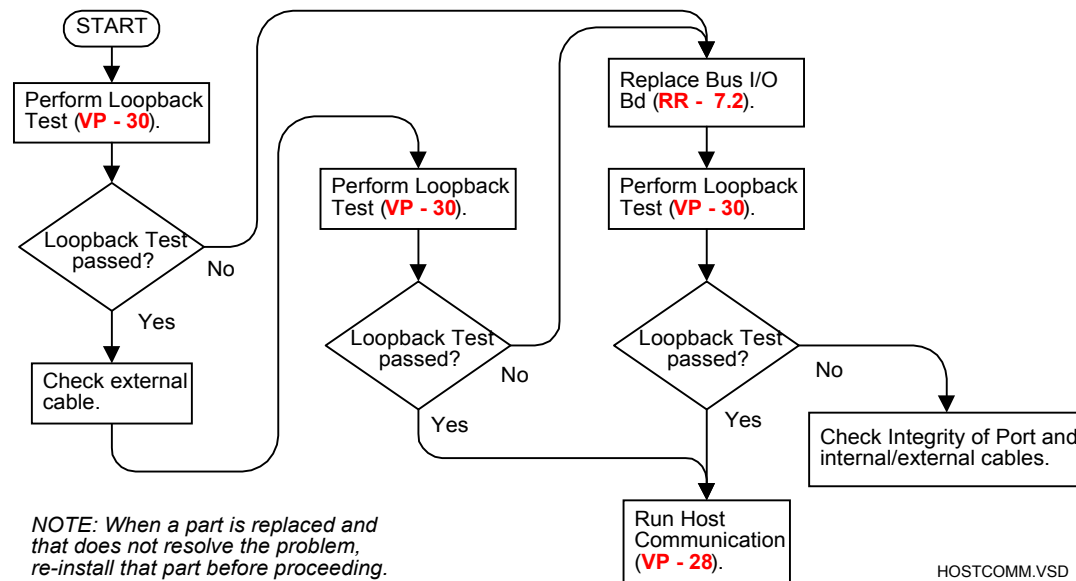 START
Perform Loopback
Test (VP - 30).
Loopback Test
passed?
No
Yes
Check external
cable.
Perform Loopback
Test (VP - 30).
Loopback Test
passed?
No
Yes
Replace Bus I/O
Bd (RR - 7.2).
Perform Loopback
Test (VP - 30).
Loopback Test
passed?
No
Yes
Check Integrity of Port and
internal/external cables.
Run Host
Communication
(VP - 28).
NOTE: When a part is replaced and
that does not resolve the problem,
re-install that part before proceeding.
HOSTCOMM.VSD